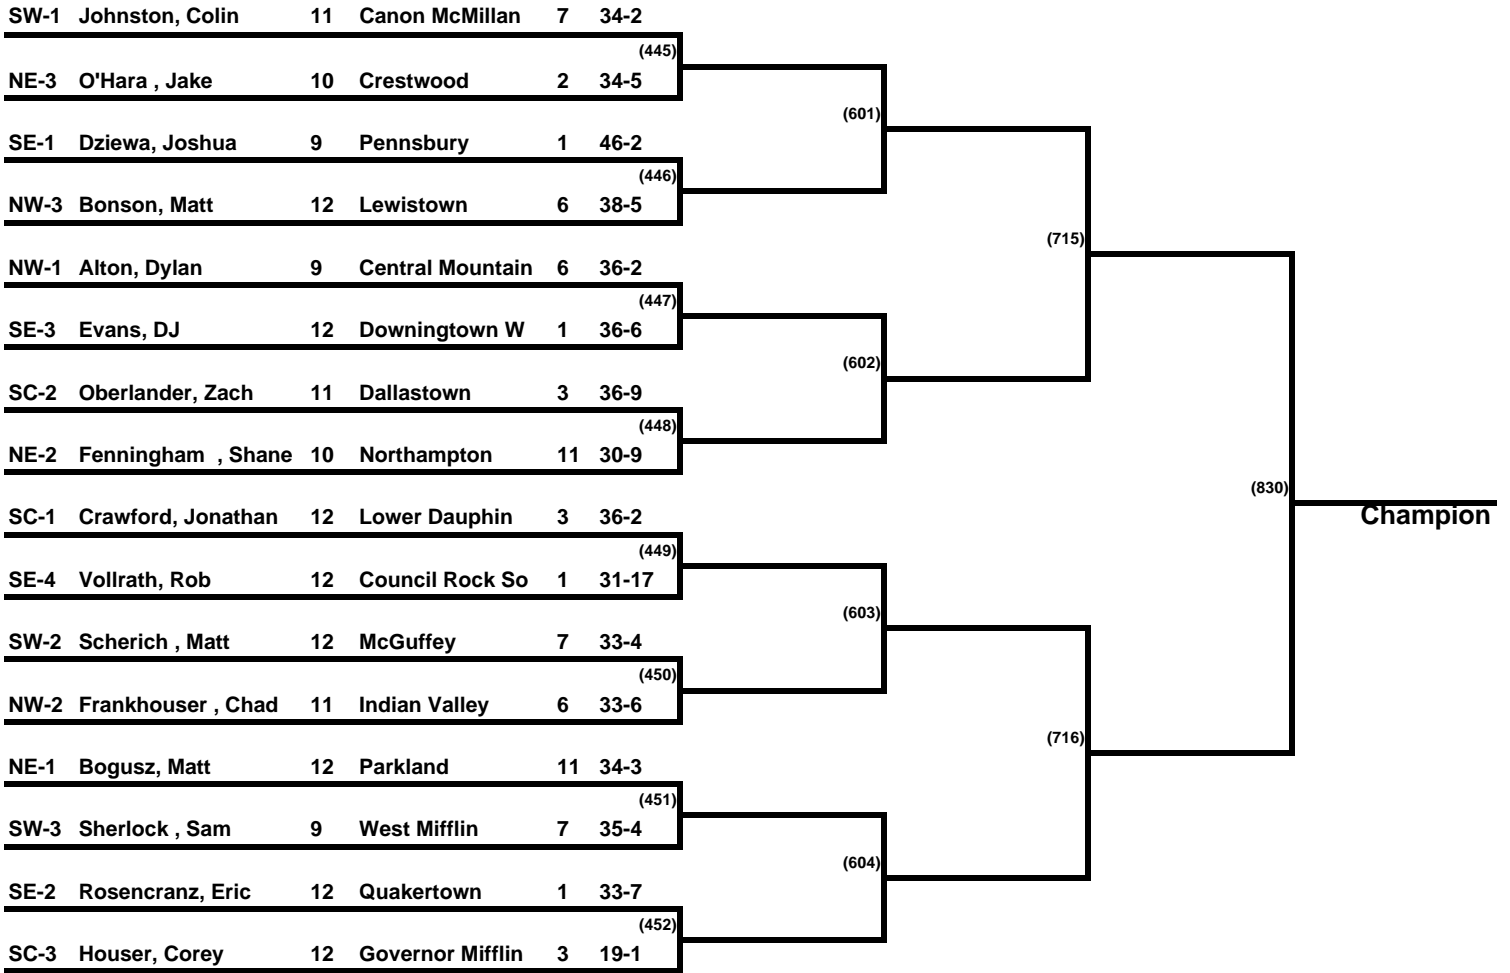 SW-1 Johnston, Colin 11 Canon McMillan 7 34-2
(445)
NE-3 O'Hara , Jake 10 Crestwood 2 34-5
(601)
SE-1 Dziewa, Joshua 9 Pennsbury 1 46-2
(446)
NW-3 Bonson, Matt 12 Lewistown 6 38-5
(715)
NW-1 Alton, Dylan 9 Central Mountain 6 36-2
(447)
SE-3 Evans, DJ 12 Downingtown W 1 36-6
(602)
SC-2 Oberlander, Zach 11 Dallastown 3 36-9
(448)
NE-2 Fenningham , Shane 10 Northampton 11 30-9
(830)
SC-1 Crawford, Jonathan 12 Lower Dauphin 3 36-2
Champion
(449)
SE-4 Vollrath, Rob 12 Council Rock So 1 31-17
(603)
SW-2 Scherich , Matt 12 McGuffey 7 33-4
(450)
NW-2 Frankhouser , Chad 11 Indian Valley 6 33-6
(716)
NE-1 Bogusz, Matt 12 Parkland 11 34-3
(451)
SW-3 Sherlock , Sam 9 West Mifflin 7 35-4
(604)
SE-2 Rosencranz, Eric 12 Quakertown 1 33-7
(452)
SC-3 Houser, Corey 12 Governor Mifflin 3 19-1